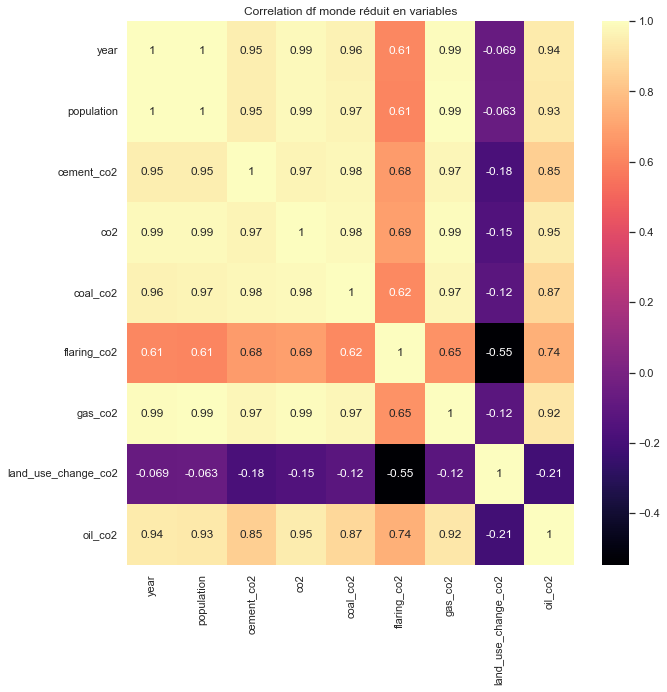 Correlation df monde réduit en variables
year 1 1 0.95 0.99 0.96 0.61 0.99 -0.069 0.94
population 1 1 0.95 0.99 0.97 0.61 0.99 -0.063 0.93
cement_co2 0.95 0.95 1 0.97 0.98 0.68 0.97 -0.18 0.85
co2 0.99 0.99 0.97 1 0.98 0.69 0.99 -0.15 0.95
coal_co2 0.96 0.97 0.98 0.98 1 0.62 0.97 -0.12 0.87
flaring_co2 0.61 0.61 0.68 0.69 0.62 1 0.65 -0.55 0.74
gas_co2 0.99 0.99 0.97 0.99 0.97 0.65 1 -0.12 0.92
land_use_change_co2 -0.069 -0.063 -0.18 -0.15 -0.12 -0.55 -0.12 1 -0.21
oil_co2 0.94 0.93 0.85 0.95 0.87 0.74 0.92 -0.21 1
year
population
cement_co2
co2
coal_co2
flaring_co2
gas_co2
land_use_change_co2
oil_co2
1.0
0.8
0.6
0.4
0.2
0.0
−0.2
−0.4